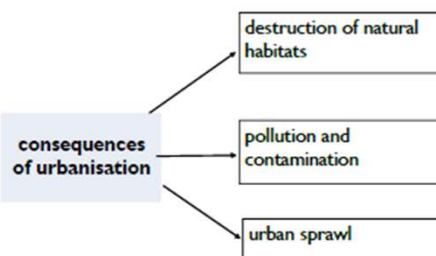 destruction of natural
habitats
consequences
of urbanisation
pollution and
contamination
urban sprawl